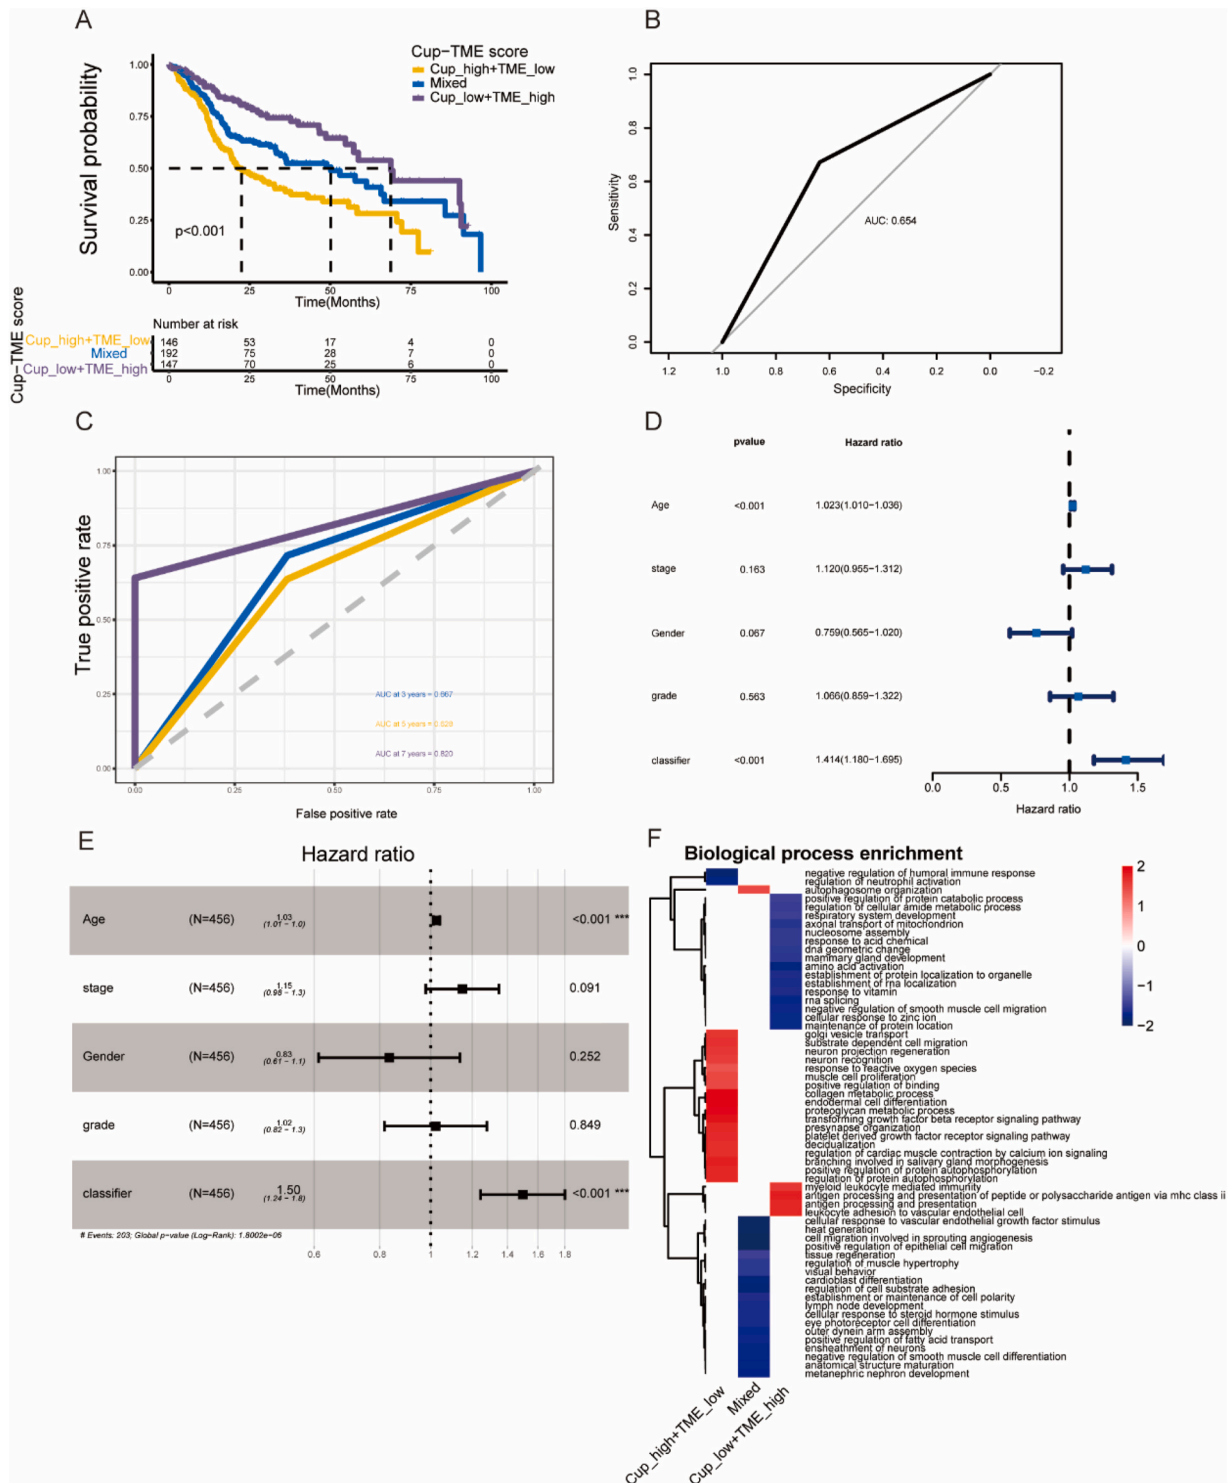 A
Cup-TME score
Cup_high+TME_low
Mixed
Cup_low+TME_high
Survival probability
1.00
0.75
0.50
0.25
0.00
p<0.001
0 25 50 75 100
Time(Months)
Cup-TME score
Number at risk
Cup_high+TME_low 146 53 17 4 0
Mixed 192 75 28 7 0
Cup_low+TME_high 147 70 25 6 0
0 25 50 75 100
Time(Months)
B
Sensitivity
1.0
0.8
0.6
0.4
0.2
0.0
AUC: 0.654
1.2 1.0 0.8 0.6 0.4 0.2 0.0 −0.2
Specificity
C
True positive rate
1.00
0.75
0.50
0.25
0.00
AUC at 3 years = 0.667
AUC at 5 years = 0.628
AUC at 7 years = 0.820
0.00 0.25 0.50 0.75 1.00
False positive rate
D
pvalue Hazard ratio
Age <0.001 1.023(1.010−1.036)
stage 0.163 1.120(0.955−1.312)
Gender 0.067 0.759(0.565−1.020)
grade 0.563 1.066(0.859−1.322)
classifier <0.001 1.414(1.180−1.695)
0.0 0.5 1.0 1.5
Hazard ratio
E
Hazard ratio
Age (N=456) 1.03 (1.01 − 1.0) <0.001 ***
stage (N=456) 1.15 (0.98 − 1.3) 0.091
Gender (N=456) 0.83 (0.61 − 1.1) 0.252
grade (N=456) 1.02 (0.82 − 1.3) 0.849
classifier (N=456) 1.50 (1.24 − 1.8) <0.001 ***
# Events: 203; Global p-value (Log-Rank): 1.8002e-06
0.6 0.8 1 1.2 1.4 1.6 1.8
F
Biological process enrichment
negative regulation of humoral immune response
regulation of neutrophil activation
autophagosome organization
positive regulation of protein catabolic process
regulation of cellular amide metabolic process
respiratory system development
axonal transport of mitochondrion
nucleosome assembly
response to acid chemical
dna geometric change
mammary gland development
amino acid activation
establishment of protein localization to organelle
establishment of rna localization
response to vitamin
rna splicing
negative regulation of smooth muscle cell migration
cellular response to zinc ion
maintenance of protein location
golgi vesicle transport
substrate dependent cell migration
neuron projection regeneration
neuron recognition
response to reactive oxygen species
muscle cell proliferation
positive regulation of binding
collagen metabolic process
endodermal cell differentiation
proteoglycan metabolic process
transforming growth factor beta receptor signaling pathway
presynapse organization
platelet derived growth factor receptor signaling pathway
decidualization
regulation of cardiac muscle contraction by calcium ion signaling
branching involved in salivary gland morphogenesis
positive regulation of protein autophosphorylation
regulation of protein autophosphorylation
myeloid leukocyte mediated immunity
antigen processing and presentation of peptide or polysaccharide antigen via mhc class ii
antigen processing and presentation
leukocyte adhesion to vascular endothelial cell
cellular response to vascular endothelial growth factor stimulus
heat generation
cell migration involved in sprouting angiogenesis
positive regulation of epithelial cell migration
tissue regeneration
regulation of muscle hypertrophy
visual behavior
cardioblast differentiation
regulation of cell substrate adhesion
establishment or maintenance of cell polarity
lymph node development
cellular response to steroid hormone stimulus
eye photoreceptor cell differentiation
outer dynein arm assembly
positive regulation of fatty acid transport
ensheathment of neurons
negative regulation of smooth muscle cell differentiation
anatomical structure maturation
metanephric nephron development
2
1
0
−1
−2
Cup_high+TME_low
Mixed
Cup_low+TME_high